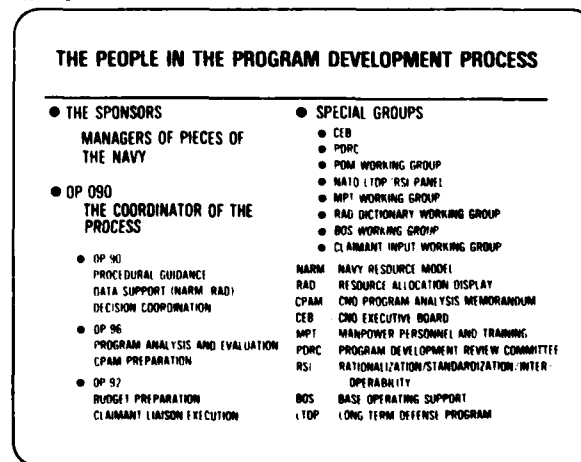 THE PEOPLE IN THE PROGRAM DEVELOPMENT PROCESS
● THE SPONSORS
MANAGERS OF PIECES OF
THE NAVY
● OP 090
THE COORDINATOR OF THE
PROCESS
● OP 90
PROCEDURAL GUIDANCE
DATA SUPPORT (NARM RAD)
DECISION COORDINATION
● OP 96
PROGRAM ANALYSIS AND EVALUATION
CPAM PREPARATION
● OP 92
BUDGET PREPARATION
CLAIMANT LIAISON EXECUTION
● SPECIAL GROUPS
● CEB
● PDRC
● POM WORKING GROUP
● NATO LTDP RSI PANEL
● MPT WORKING GROUP
● RAD DICTIONARY WORKING GROUP
● BOS WORKING GROUP
● CLAIMANT INPUT WORKING GROUP
NARM NAVY RESOURCE MODEL
RAD RESOURCE ALLOCATION DISPLAY
CPAM CNO PROGRAM ANALYSIS MEMORANDUM
CEB CNO EXECUTIVE BOARD
MPT MANPOWER PERSONNEL AND TRAINING
PDRC PROGRAM DEVELOPMENT REVIEW COMMITTEE
RSI RATIONALIZATION/STANDARDIZATION/INTER-
OPERABILITY
BOS BASE OPERATING SUPPORT
LTDP LONG TERM DEFENSE PROGRAM